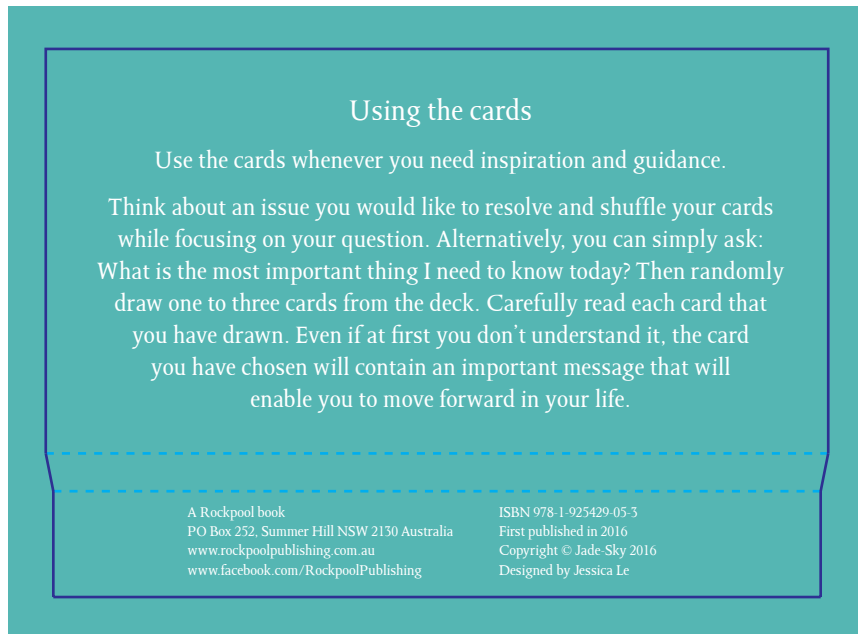 Using the cards
Use the cards whenever you need inspiration and guidance.
Think about an issue you would like to resolve and shuffle your cards
while focusing on your question. Alternatively, you can simply ask:
What is the most important thing I need to know today? Then randomly
draw one to three cards from the deck. Carefully read each card that
you have drawn. Even if at first you don’t understand it, the card
you have chosen will contain an important message that will
enable you to move forward in your life.
A Rockpool book
PO Box 252, Summer Hill NSW 2130 Australia
www.rockpoolpublishing.com.au
www.facebook.com/RockpoolPublishing
ISBN 978-1-925429-05-3
First published in 2016
Copyright © Jade-Sky 2016
Designed by Jessica Le